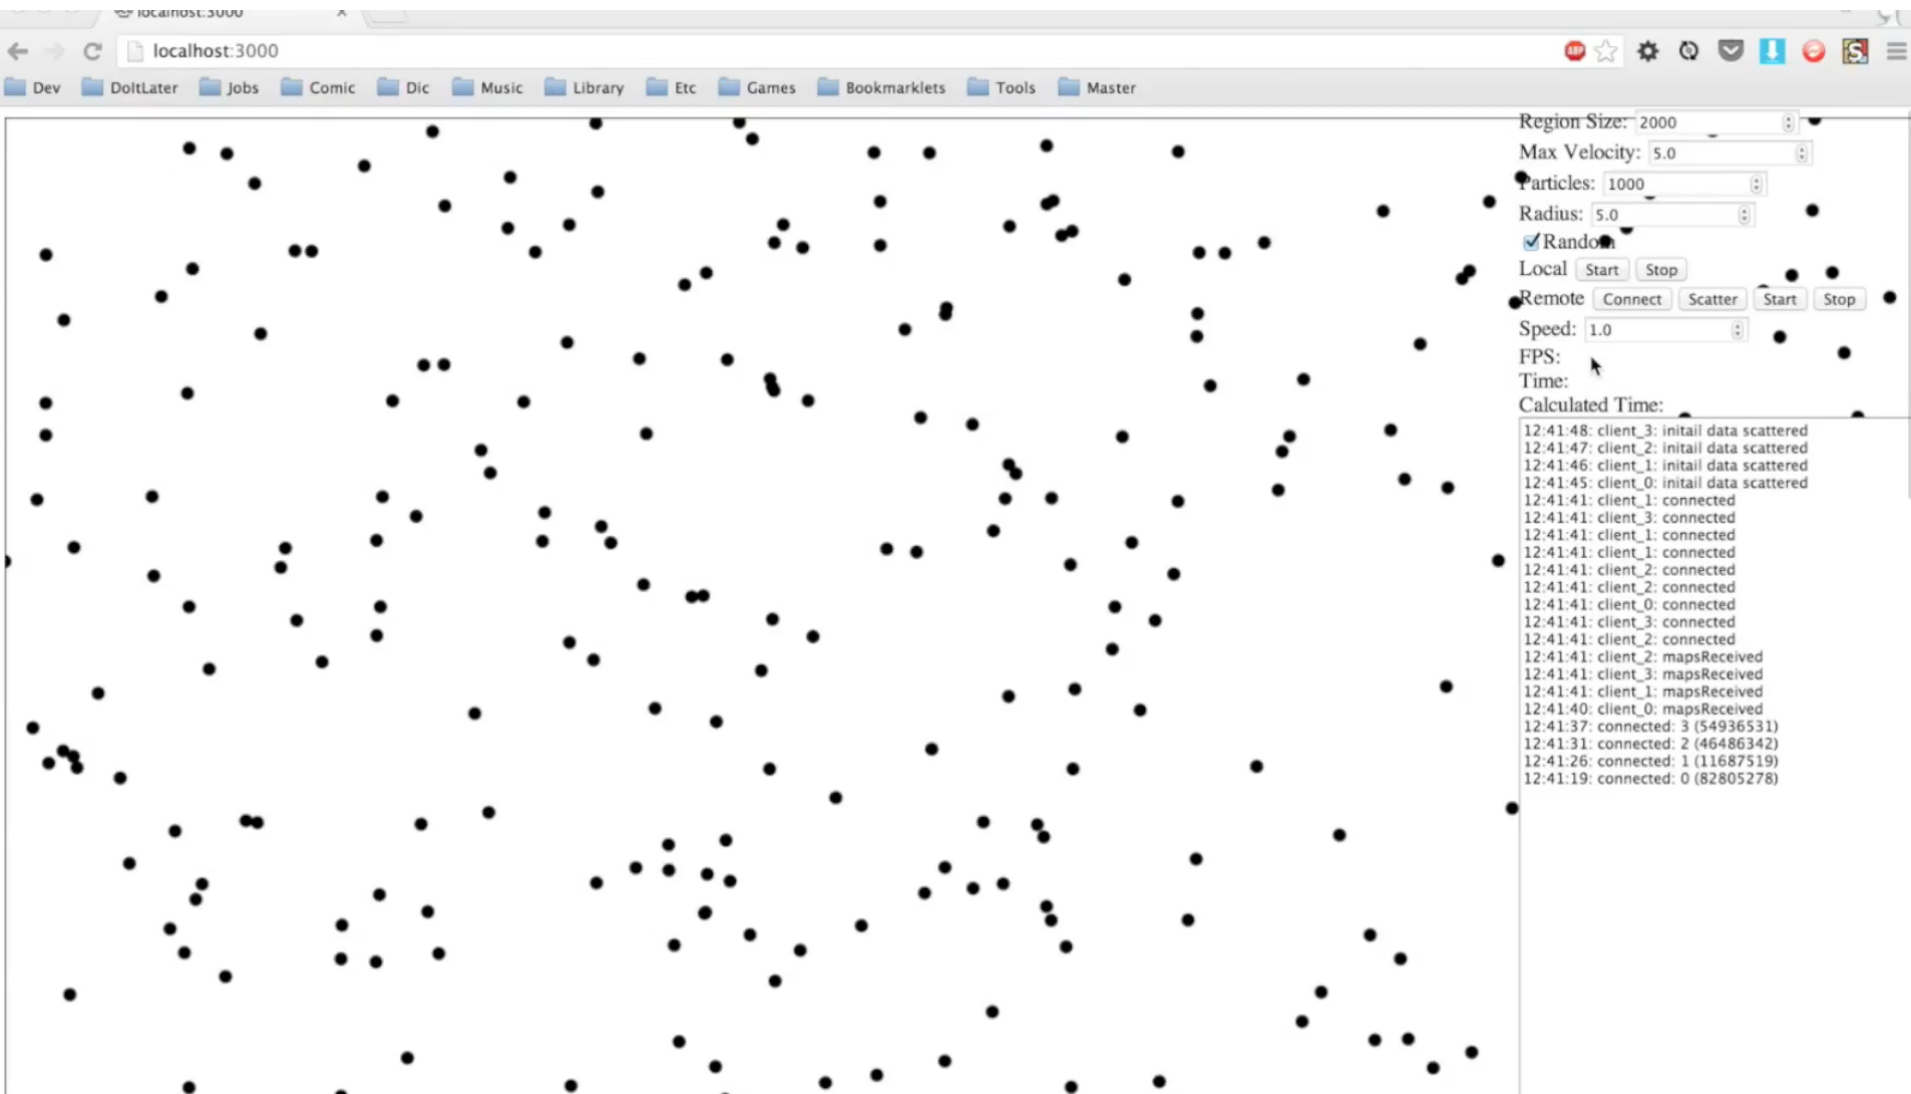 localhost:3000
localhost:3000
ABP
S
Dev DoItLater Jobs Comic Dic Music Library Etc Games Bookmarklets Tools Master
Region Size: 2000
Max Velocity: 5.0
Particles: 1000
Radius: 5.0
Random
Local Start Stop
Remote Connect Scatter Start Stop
Speed: 1.0
FPS:
Time:
Calculated Time:
12:41:48: client_3: initail data scattered
12:41:47: client_2: initail data scattered
12:41:46: client_1: initail data scattered
12:41:45: client_0: initail data scattered
12:41:41: client_1: connected
12:41:41: client_3: connected
12:41:41: client_1: connected
12:41:41: client_1: connected
12:41:41: client_2: connected
12:41:41: client_2: connected
12:41:41: client_0: connected
12:41:41: client_3: connected
12:41:41: client_2: connected
12:41:41: client_2: mapsReceived
12:41:41: client_3: mapsReceived
12:41:41: client_1: mapsReceived
12:41:40: client_0: mapsReceived
12:41:37: connected: 3 (54936531)
12:41:31: connected: 2 (46486342)
12:41:26: connected: 1 (11687519)
12:41:19: connected: 0 (82805278)